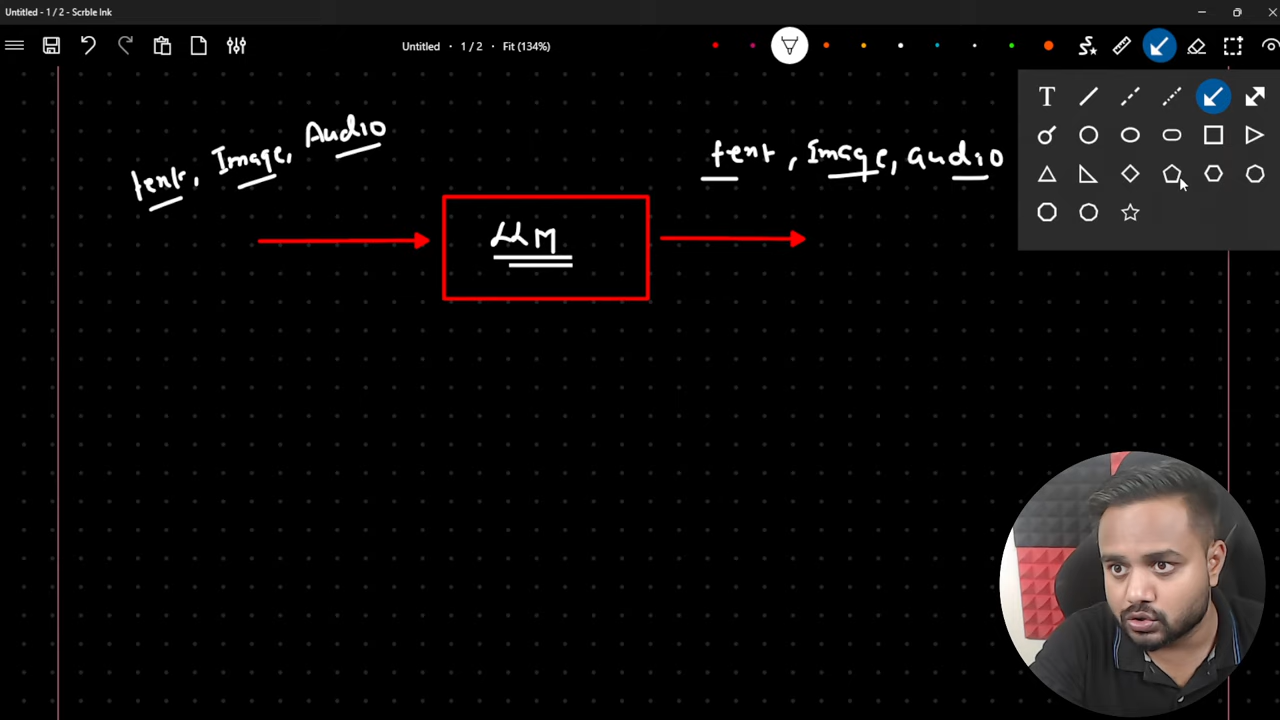 Untitled - 1 / 2 - Scrble Ink
Untitled · 1 / 2 · Fit (134%)
T
text, Image, Audio
text, Image, audio
LLM